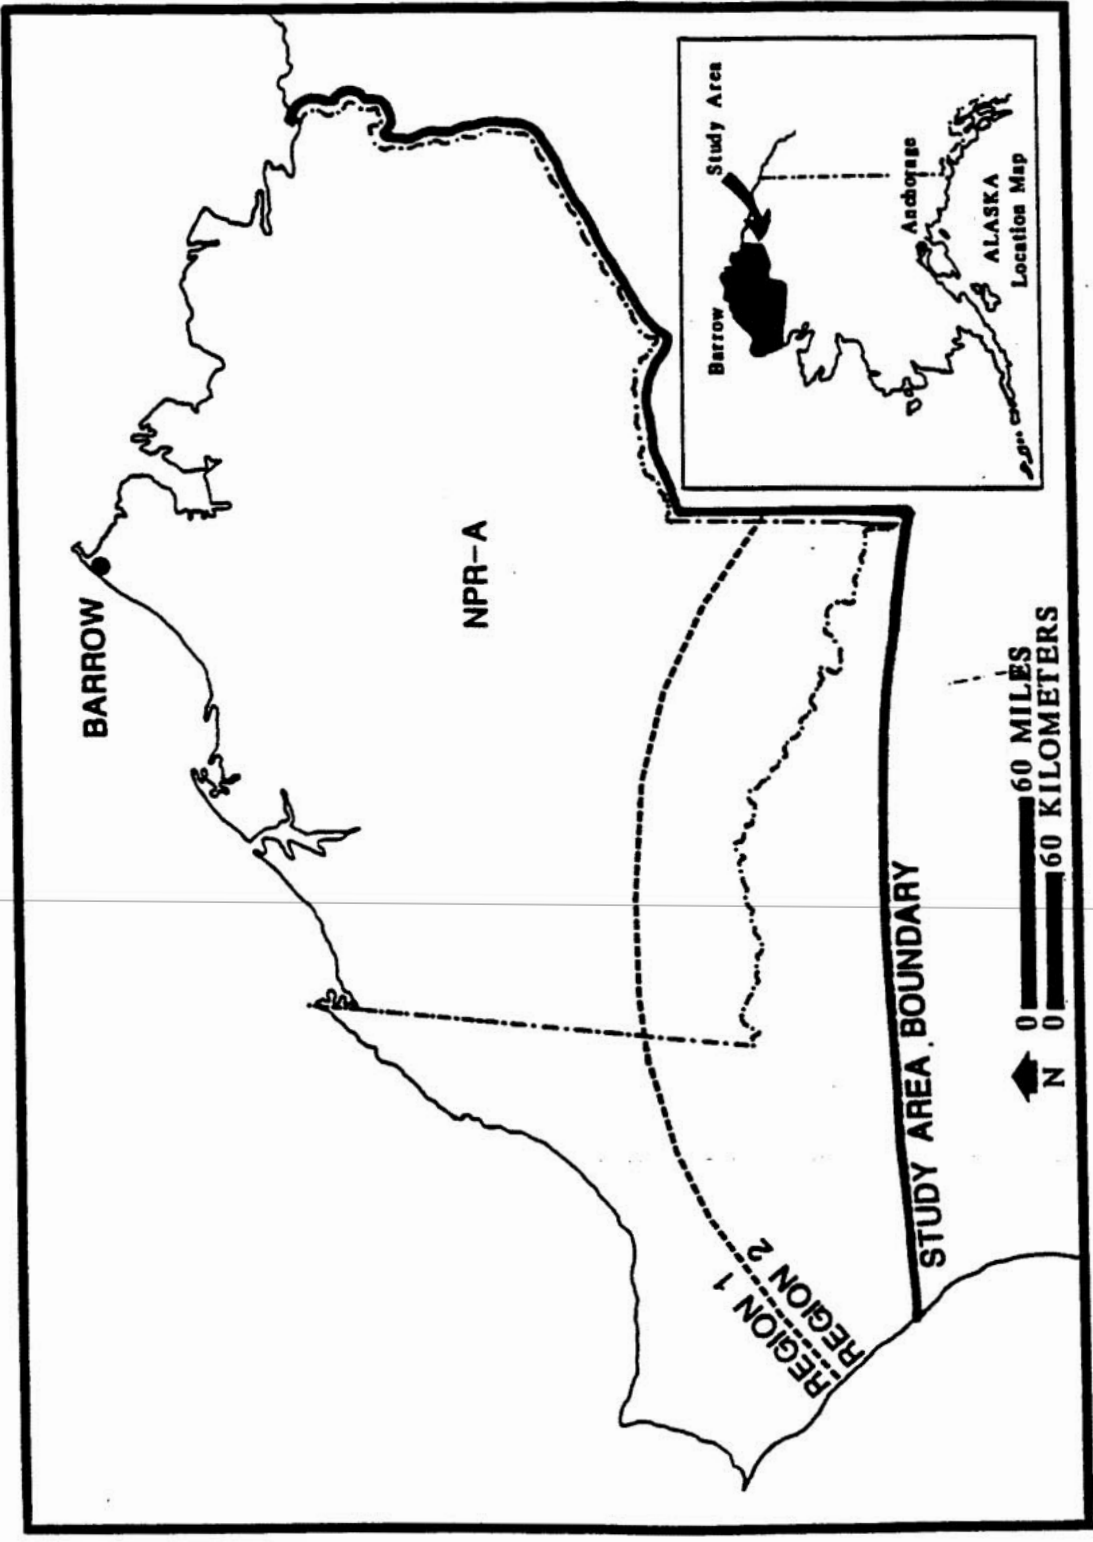 BARROW
NPR-A
REGION 1
REGION 2
STUDY AREA BOUNDARY
N
0 60 MILES
0 60 KILOMETERS
Barrow
Study Area
Anchorage
ALASKA
Location Map